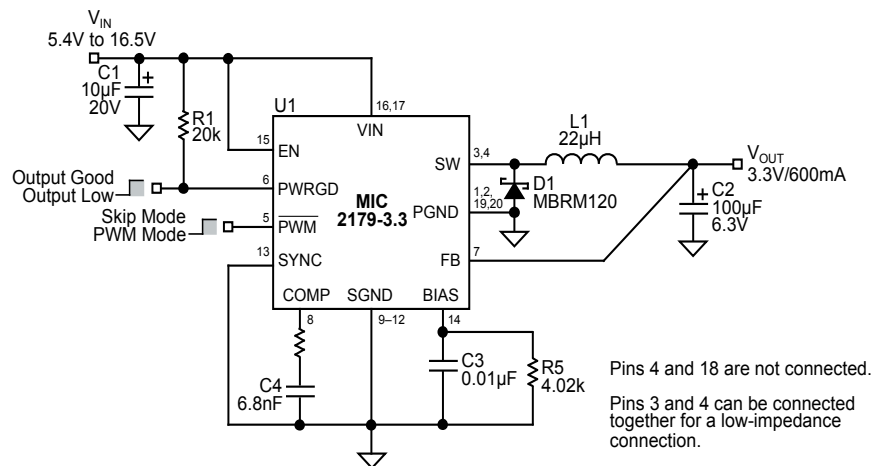 VIN
5.4V to 16.5V
C1
10µF
20V
R1
20k
U1
16,17
VIN
15
EN
Output Good
Output Low
6
PWRGD
Skip Mode
PWM Mode
5
PWM
13
SYNC
MIC
2179-3.3
SW
3,4
L1
22µH
VOUT
3.3V/600mA
D1
MBRM120
PGND
1,2,
19,20
C2
100µF
6.3V
FB
7
COMP
SGND
BIAS
8
9–12
14
C4
6.8nF
C3
0.01µF
R5
4.02k
Pins 4 and 18 are not connected.
Pins 3 and 4 can be connected
together for a low-impedance
connection.